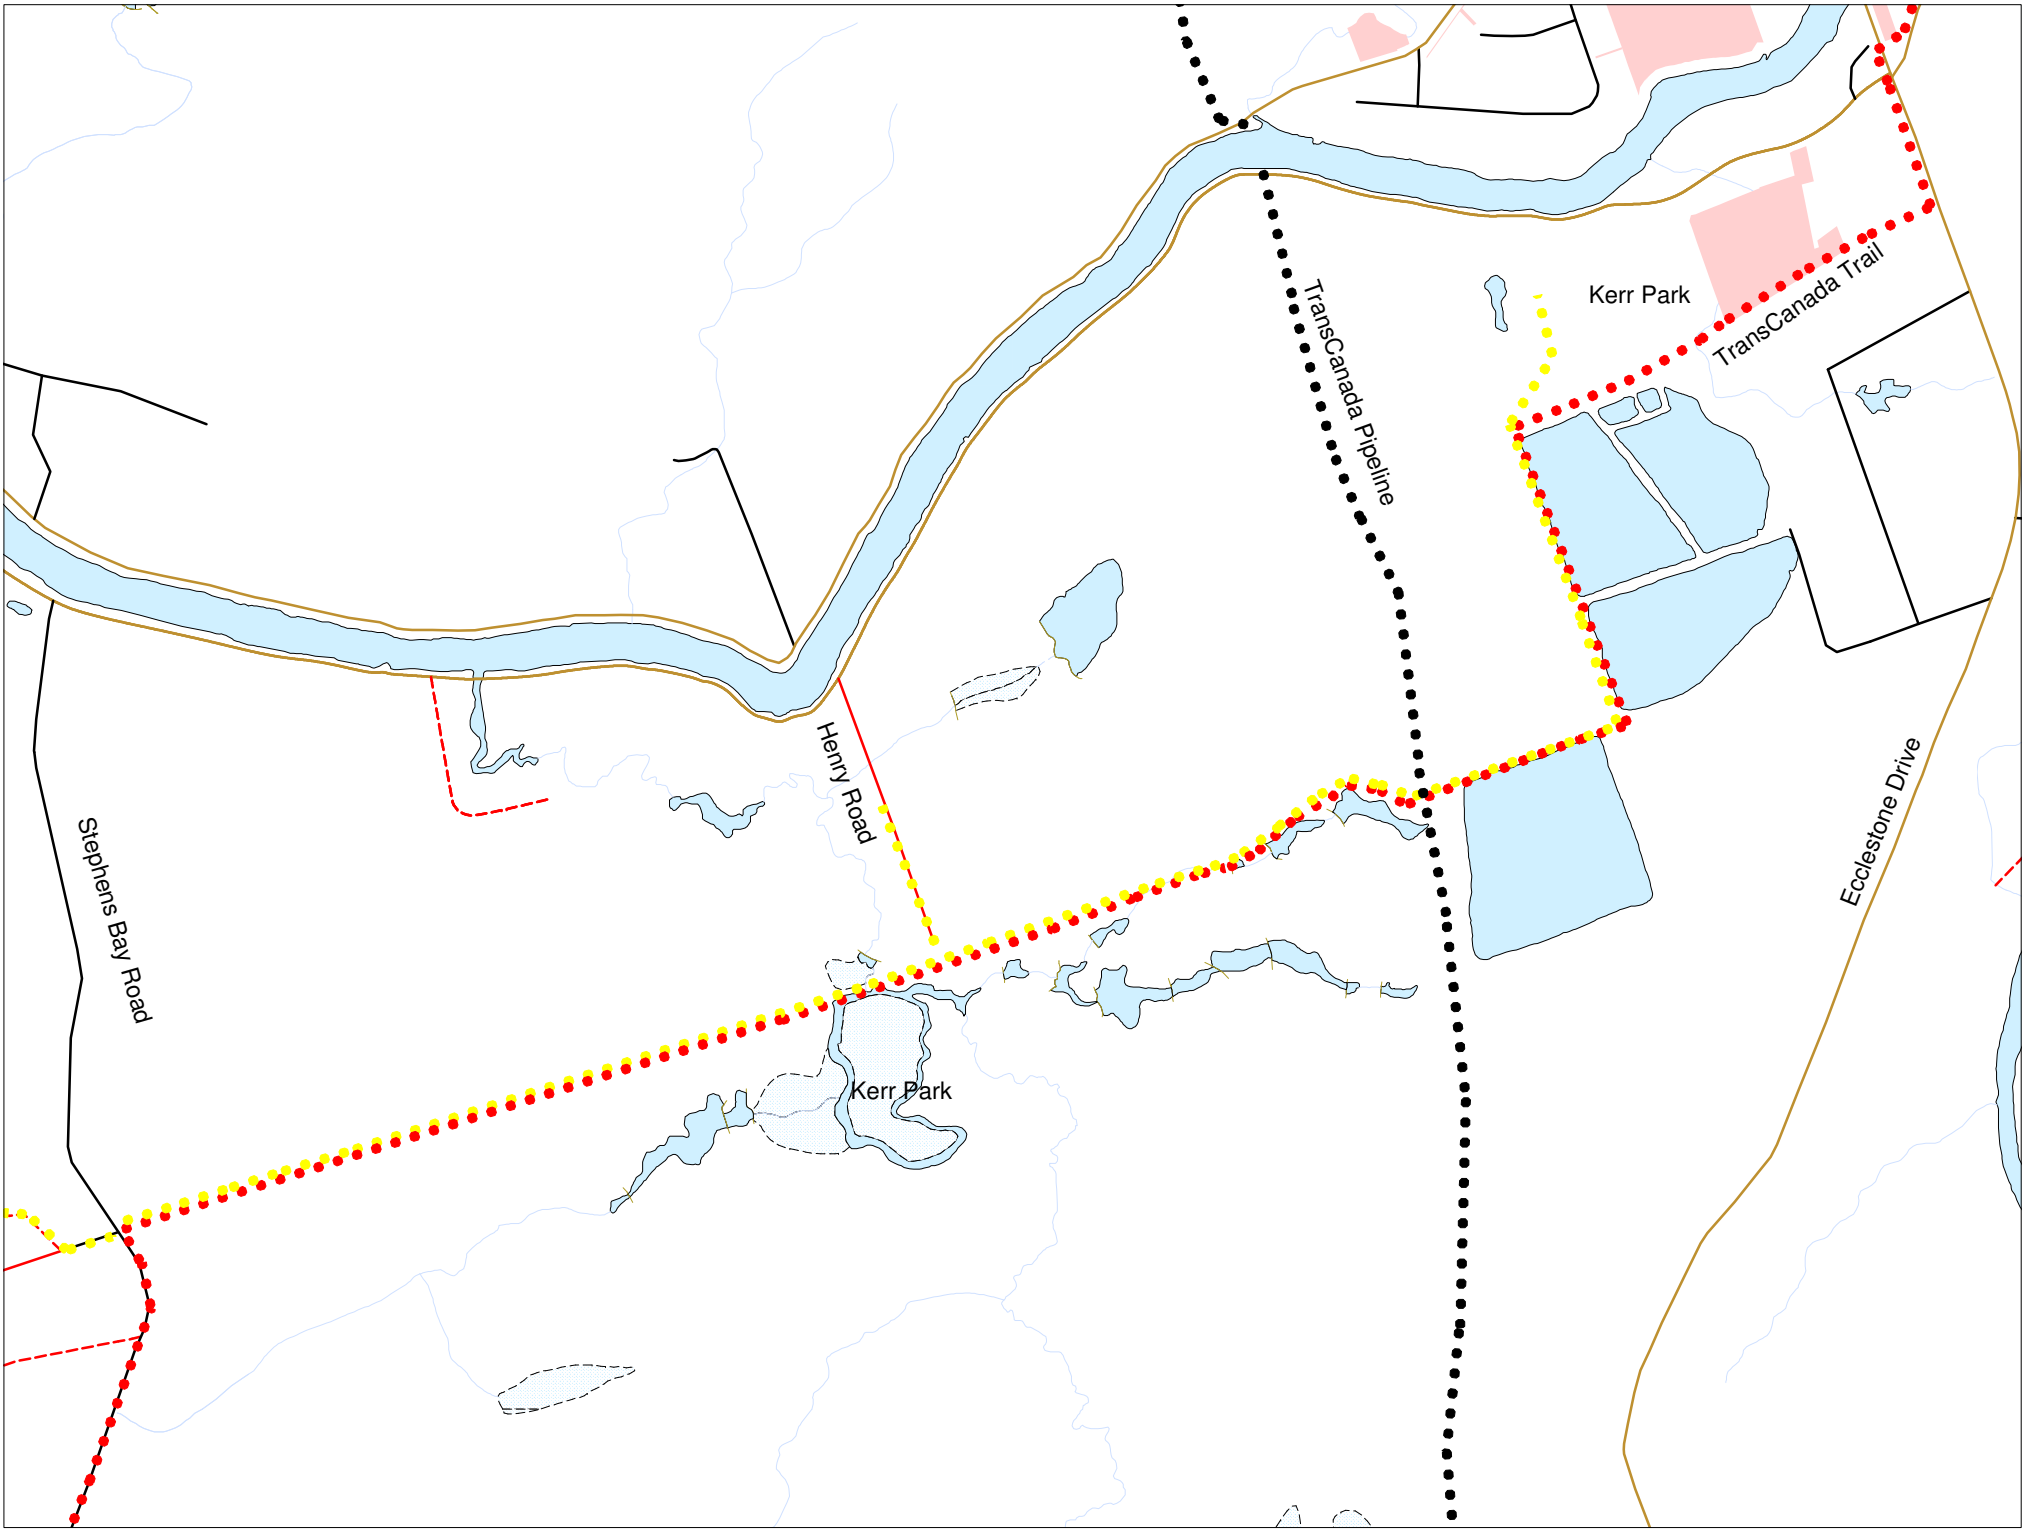 Kerr Park
TransCanada Trail
TransCanada Pipeline
Henry Road
Ecclestone Drive
Stephens Bay Road
Kerr Park